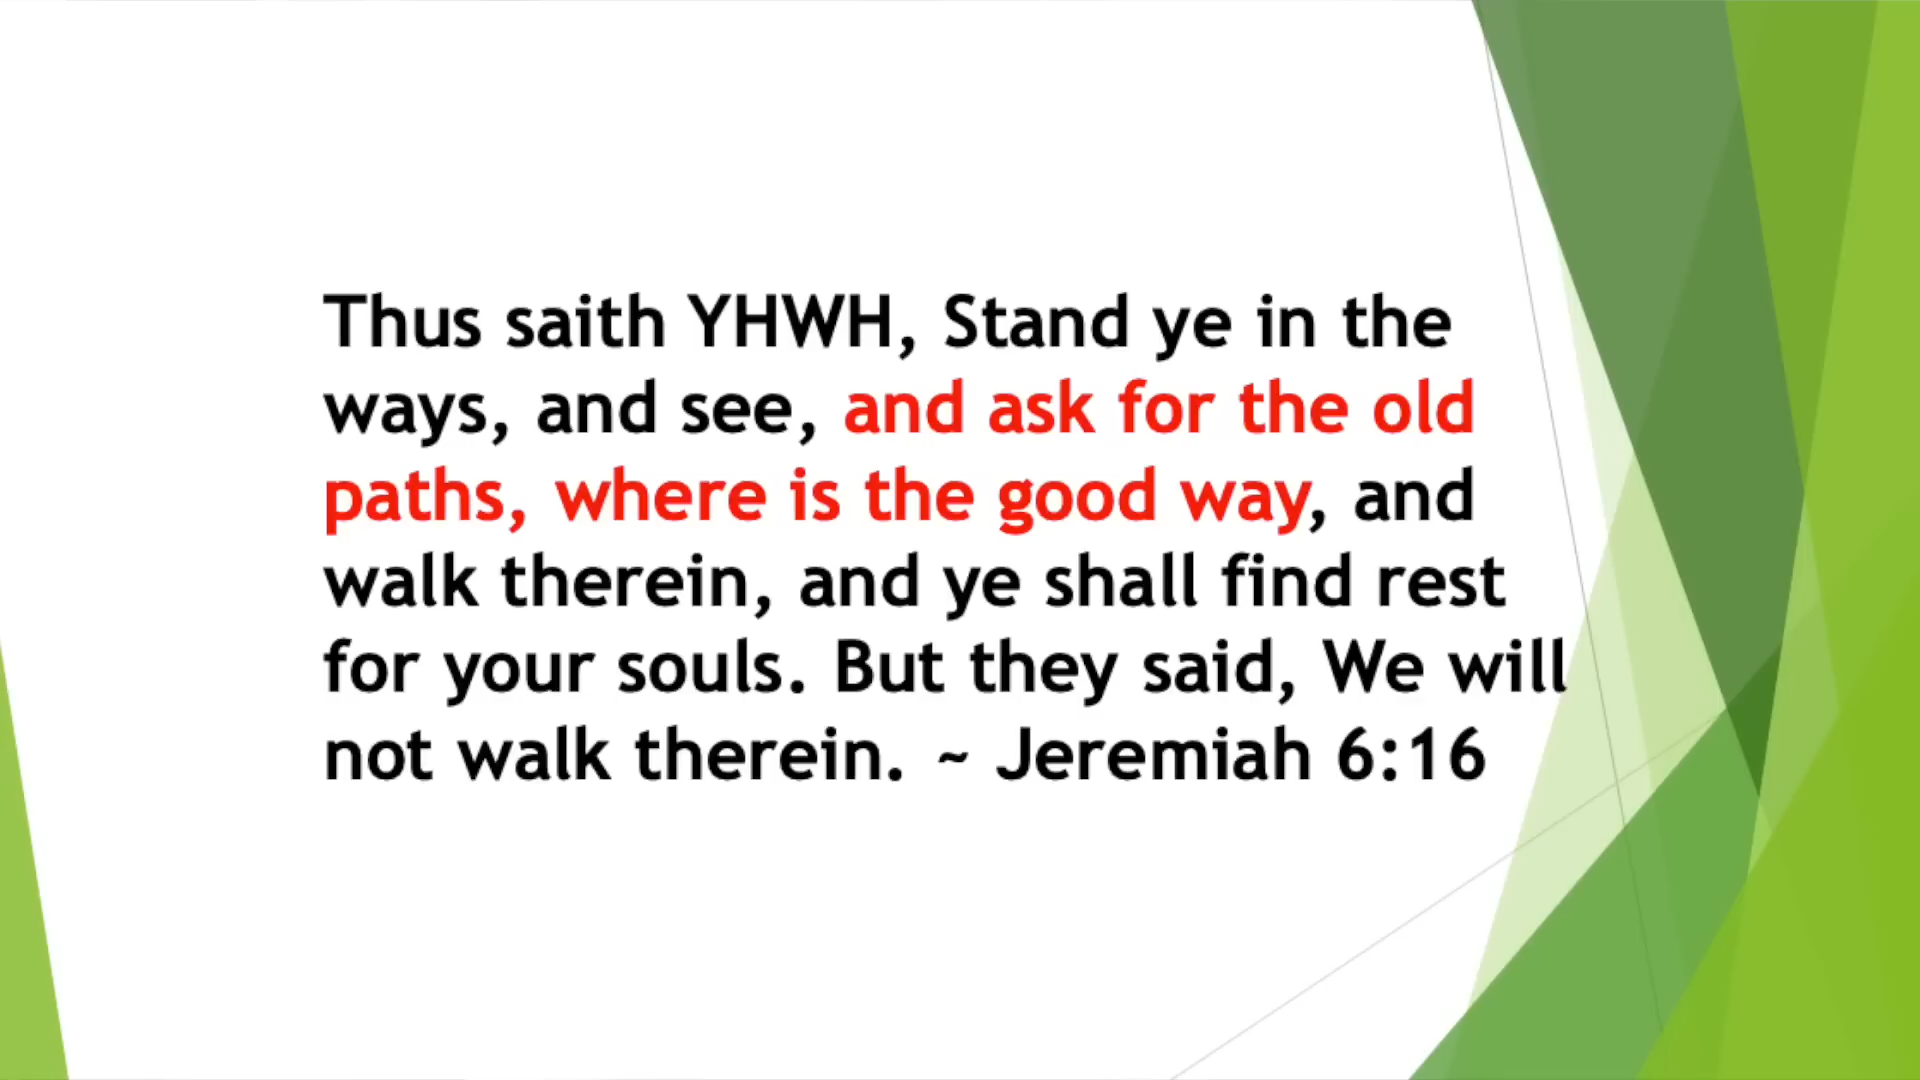 Thus saith YHWH, Stand ye in the
ways, and see, and ask for the old
paths, where is the good way, and
walk therein, and ye shall find rest
for your souls. But they said, We will
not walk therein. ~ Jeremiah 6:16